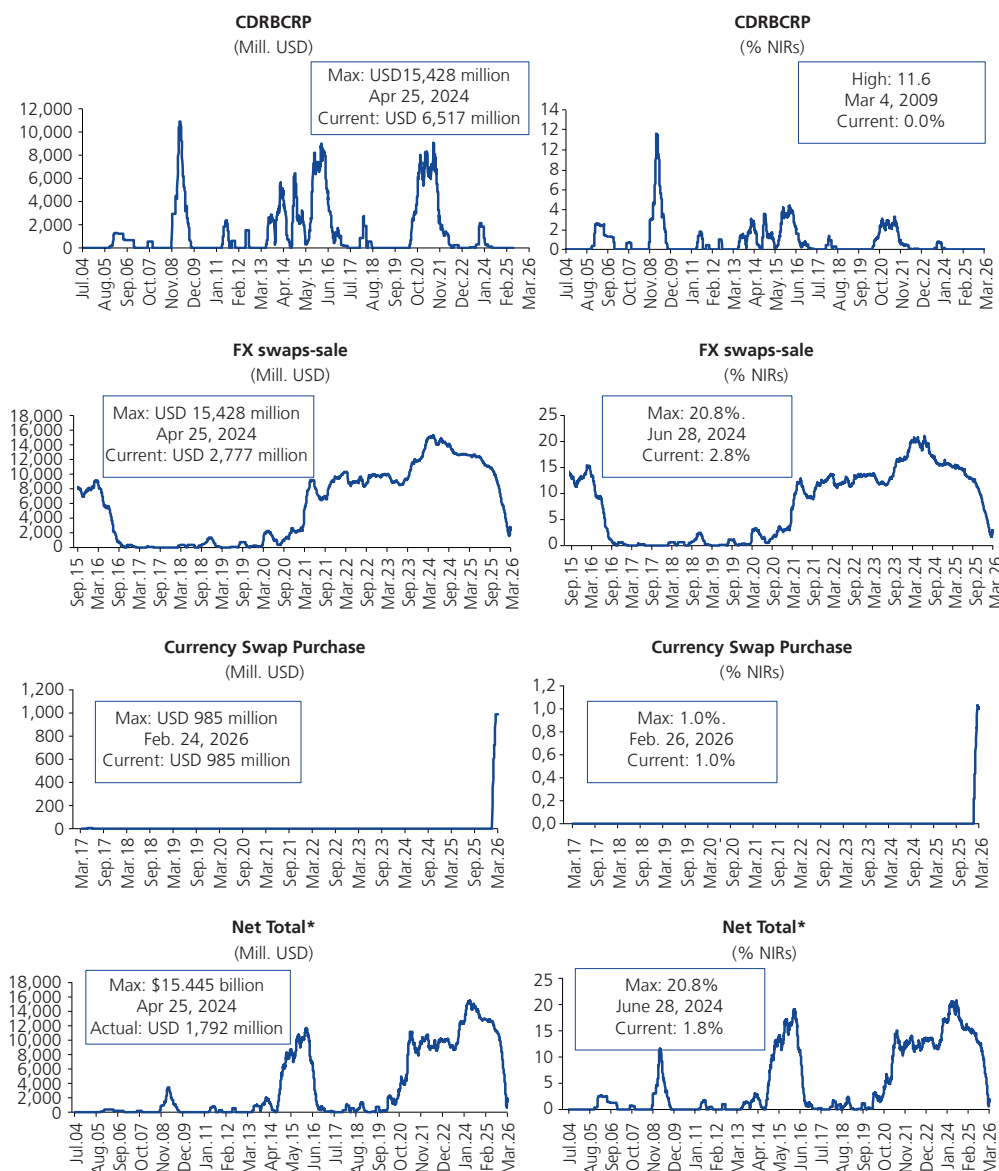 CDRBCRP
(Mill. USD)
Max: USD15,428 million
Apr 25, 2024
Current: USD 6,517 million
12,000
10,000
8,000
6,000
4,000
2,000
0
Jul.04
Aug.05
Sep.06
Oct.07
Nov.08
Dec.09
Jan.11
Feb.12
Mar.13
Apr.14
May.15
Jun.16
Jul.17
Aug.18
Sep.19
Oct.20
Nov.21
Dec.22
Jan.24
Feb.25
Mar.26
CDRBCRP
(% NIRs)
High: 11.6
Mar 4, 2009
Current: 0.0%
14
12
12
8
6
4
2
0
Jul.04
Aug.05
Sep.06
Oct.07
Nov.08
Dec.09
Jan.11
Feb.12
Mar.13
Apr.14
May.15
Jun.16
Jul.17
Aug.18
Sep.19
Oct.20
Nov.21
Dec.22
Jan.24
Feb.25
Mar.26
FX swaps-sale
(Mill. USD)
Max: USD 15,428 million
Apr 25, 2024
Current: USD 2,777 million
18,000
16,000
14,000
12,000
10,000
8,000
6,000
4,000
2,000
0
Sep.15
Mar.16
Sep.16
Mar.17
Sep.17
Mar.18
Sep.18
Mar.19
Sep.19
Mar.20
Sep.20
Mar.21
Sep.21
Mar.22
Sep.22
Mar.23
Sep.23
Mar.24
Sep.24
Mar.25
Sep.25
Mar.26
FX swaps-sale
(% NIRs)
Max: 20.8%.
Jun 28, 2024
Current: 2.8%
25
20
15
10
5
0
Sep.15
Mar.16
Sep.16
Mar.17
Sep.17
Mar.18
Sep.18
Mar.19
Sep.19
Mar.20
Sep.20
Mar.21
Sep.21
Mar.22
Sep.22
Mar.23
Sep.23
Mar.24
Sep.24
Mar.25
Sep.25
Mar.26
Currency Swap Purchase
(Mill. USD)
Max: USD 985 million
Feb. 24, 2026
Current: USD 985 million
1,200
1,000
800
600
400
200
0
Mar.17
Sep.17
Mar.18
Sep.18
Mar.19
Sep.19
Mar.20
Sep.20
Mar.21
Sep.21
Mar.22
Sep.22
Mar.23
Sep.23
Mar.24
Sep.24
Mar.25
Sep.25
Mar.26
Currency Swap Purchase
(% NIRs)
Max: 1.0%.
Feb. 26, 2026
Current: 1.0%
1,2
1,0
0,8
0,6
0,4
0,2
0,0
Mar.17
Sep.17
Mar.18
Sep.18
Mar.19
Sep.19
Mar.20
Sep.20
Mar.21
Sep.21
Mar.22
Sep.22
Mar.23
Sep.23
Mar.24
Sep.24
Mar.25
Sep.25
Mar.26
Net Total*
(Mill. USD)
Max: $15.445 billion
Apr 25, 2024
Actual: USD 1,792 million
18,000
16,000
14,000
12,000
10,000
8,000
6,000
4,000
2,000
0
Jul.04
Aug.05
Sep.06
Oct.07
Nov.08
Dec.09
Jan.11
Feb.12
Mar.13
Apr.14
May.15
Jun.16
Jul.17
Aug.18
Sep.19
Oct.20
Nov.21
Dec.22
Jan.24
Feb.25
Mar.26
Net Total*
(% NIRs)
Max: 20.8%
June 28, 2024
Current: 1.8%
25
20
15
10
5
0
Jul.04
Aug.05
Sep.06
Oct.07
Nov.08
Dec.09
Jan.11
Feb.12
Mar.13
Apr.14
May.15
Jun.16
Jul.17
Aug.18
Sep.19
Oct.20
Nov.21
Dec.22
Jan.24
Feb.25
Mar.26